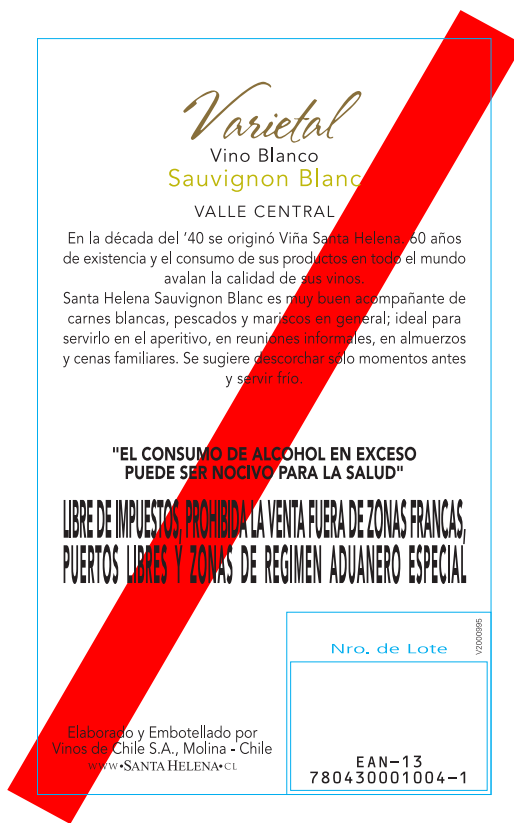 Varietal
Vino Blanco
Sauvignon Blanc
VALLE CENTRAL
En la década del '40 se originó Viña Santa Helena. 60 años
de existencia y el consumo de sus productos en todo el mundo
avalan la calidad de sus vinos.
Santa Helena Sauvignon Blanc es muy buen acompañante de
carnes blancas, pescados y mariscos en general; ideal para
servirlo en el aperitivo, en reuniones informales, en almuerzos
y cenas familiares. Se sugiere descorchar sólo momentos antes
y servir frío.
"EL CONSUMO DE ALCOHOL EN EXCESO
PUEDE SER NOCIVO PARA LA SALUD"
LIBRE DE IMPUESTOS, PROHIBIDA LA VENTA FUERA DE ZONAS FRANCAS,
PUERTOS LIBRES Y ZONAS DE REGIMEN ADUANERO ESPECIAL
V2000995
Nro. de Lote
Elaborado y Embotellado por
Vinos de Chile S.A., Molina - Chile
WWW•SANTA HELENA•CL
EAN-13
780430001004-1